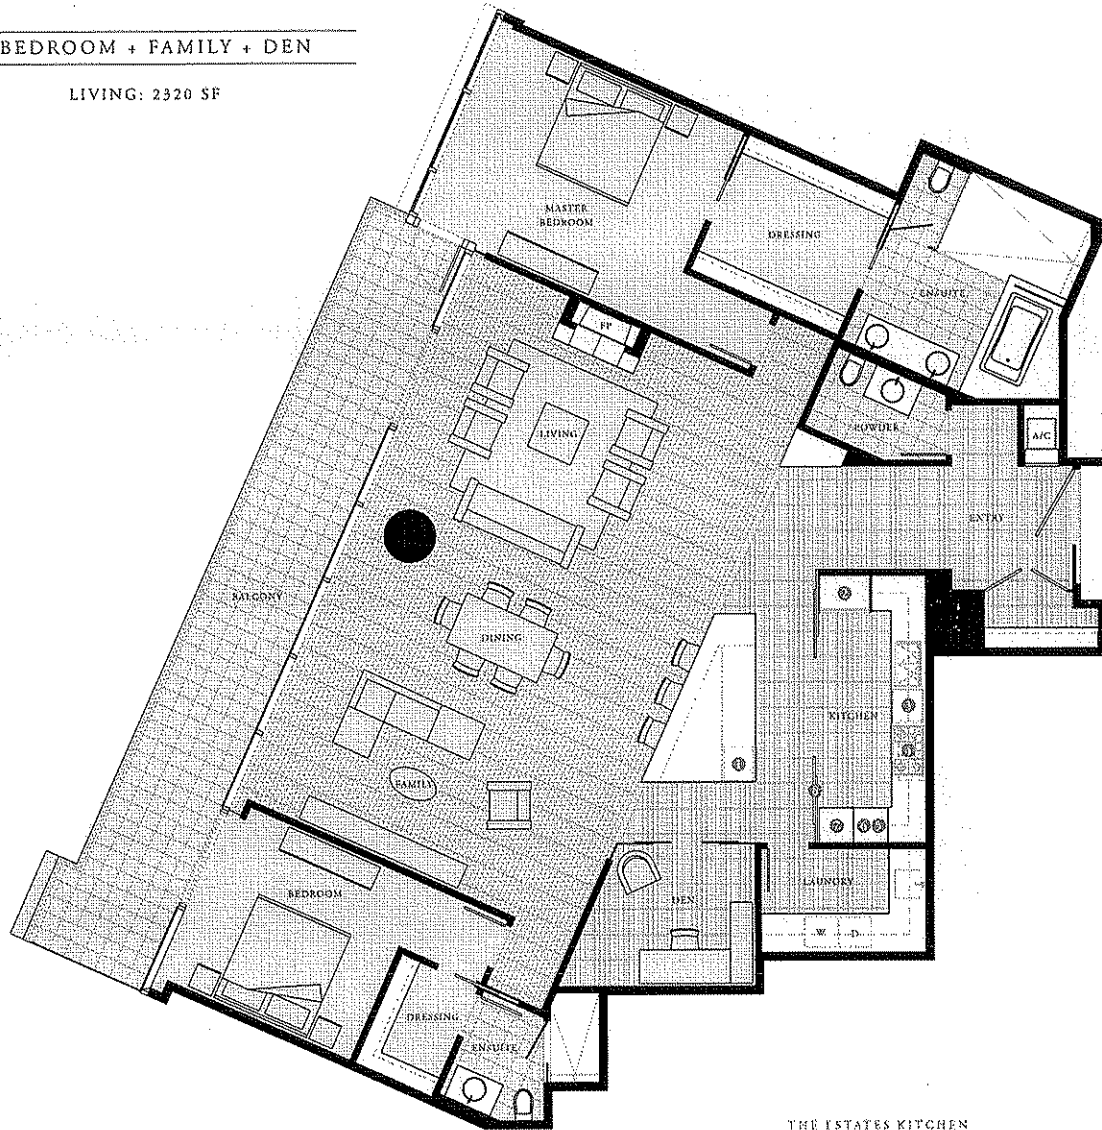 BEDROOM + FAMILY + DEN
LIVING: 2320 SF
MASTER
BEDROOM
DRESSING
ENSUITE
FP
LIVING
POWDER
A/C
ENTRY
BALCONY
DINING
KITCHEN
FAMILY
BEDROOM
DEN
LAUNDRY
W
D
DRESSING
ENSUITE
THE ESTATES KITCHEN